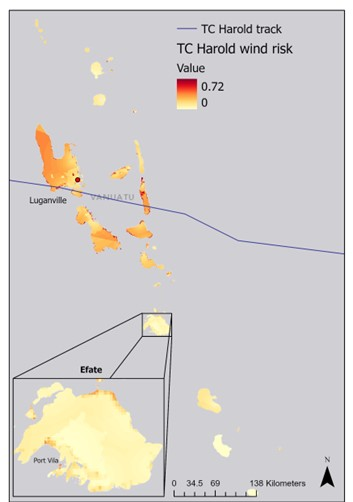 TC Harold track
TC Harold wind risk
Value
0.72
0
Luganville
VANUATU
Efate
Port Vila
N
0 34.5 69 138 Kilometers